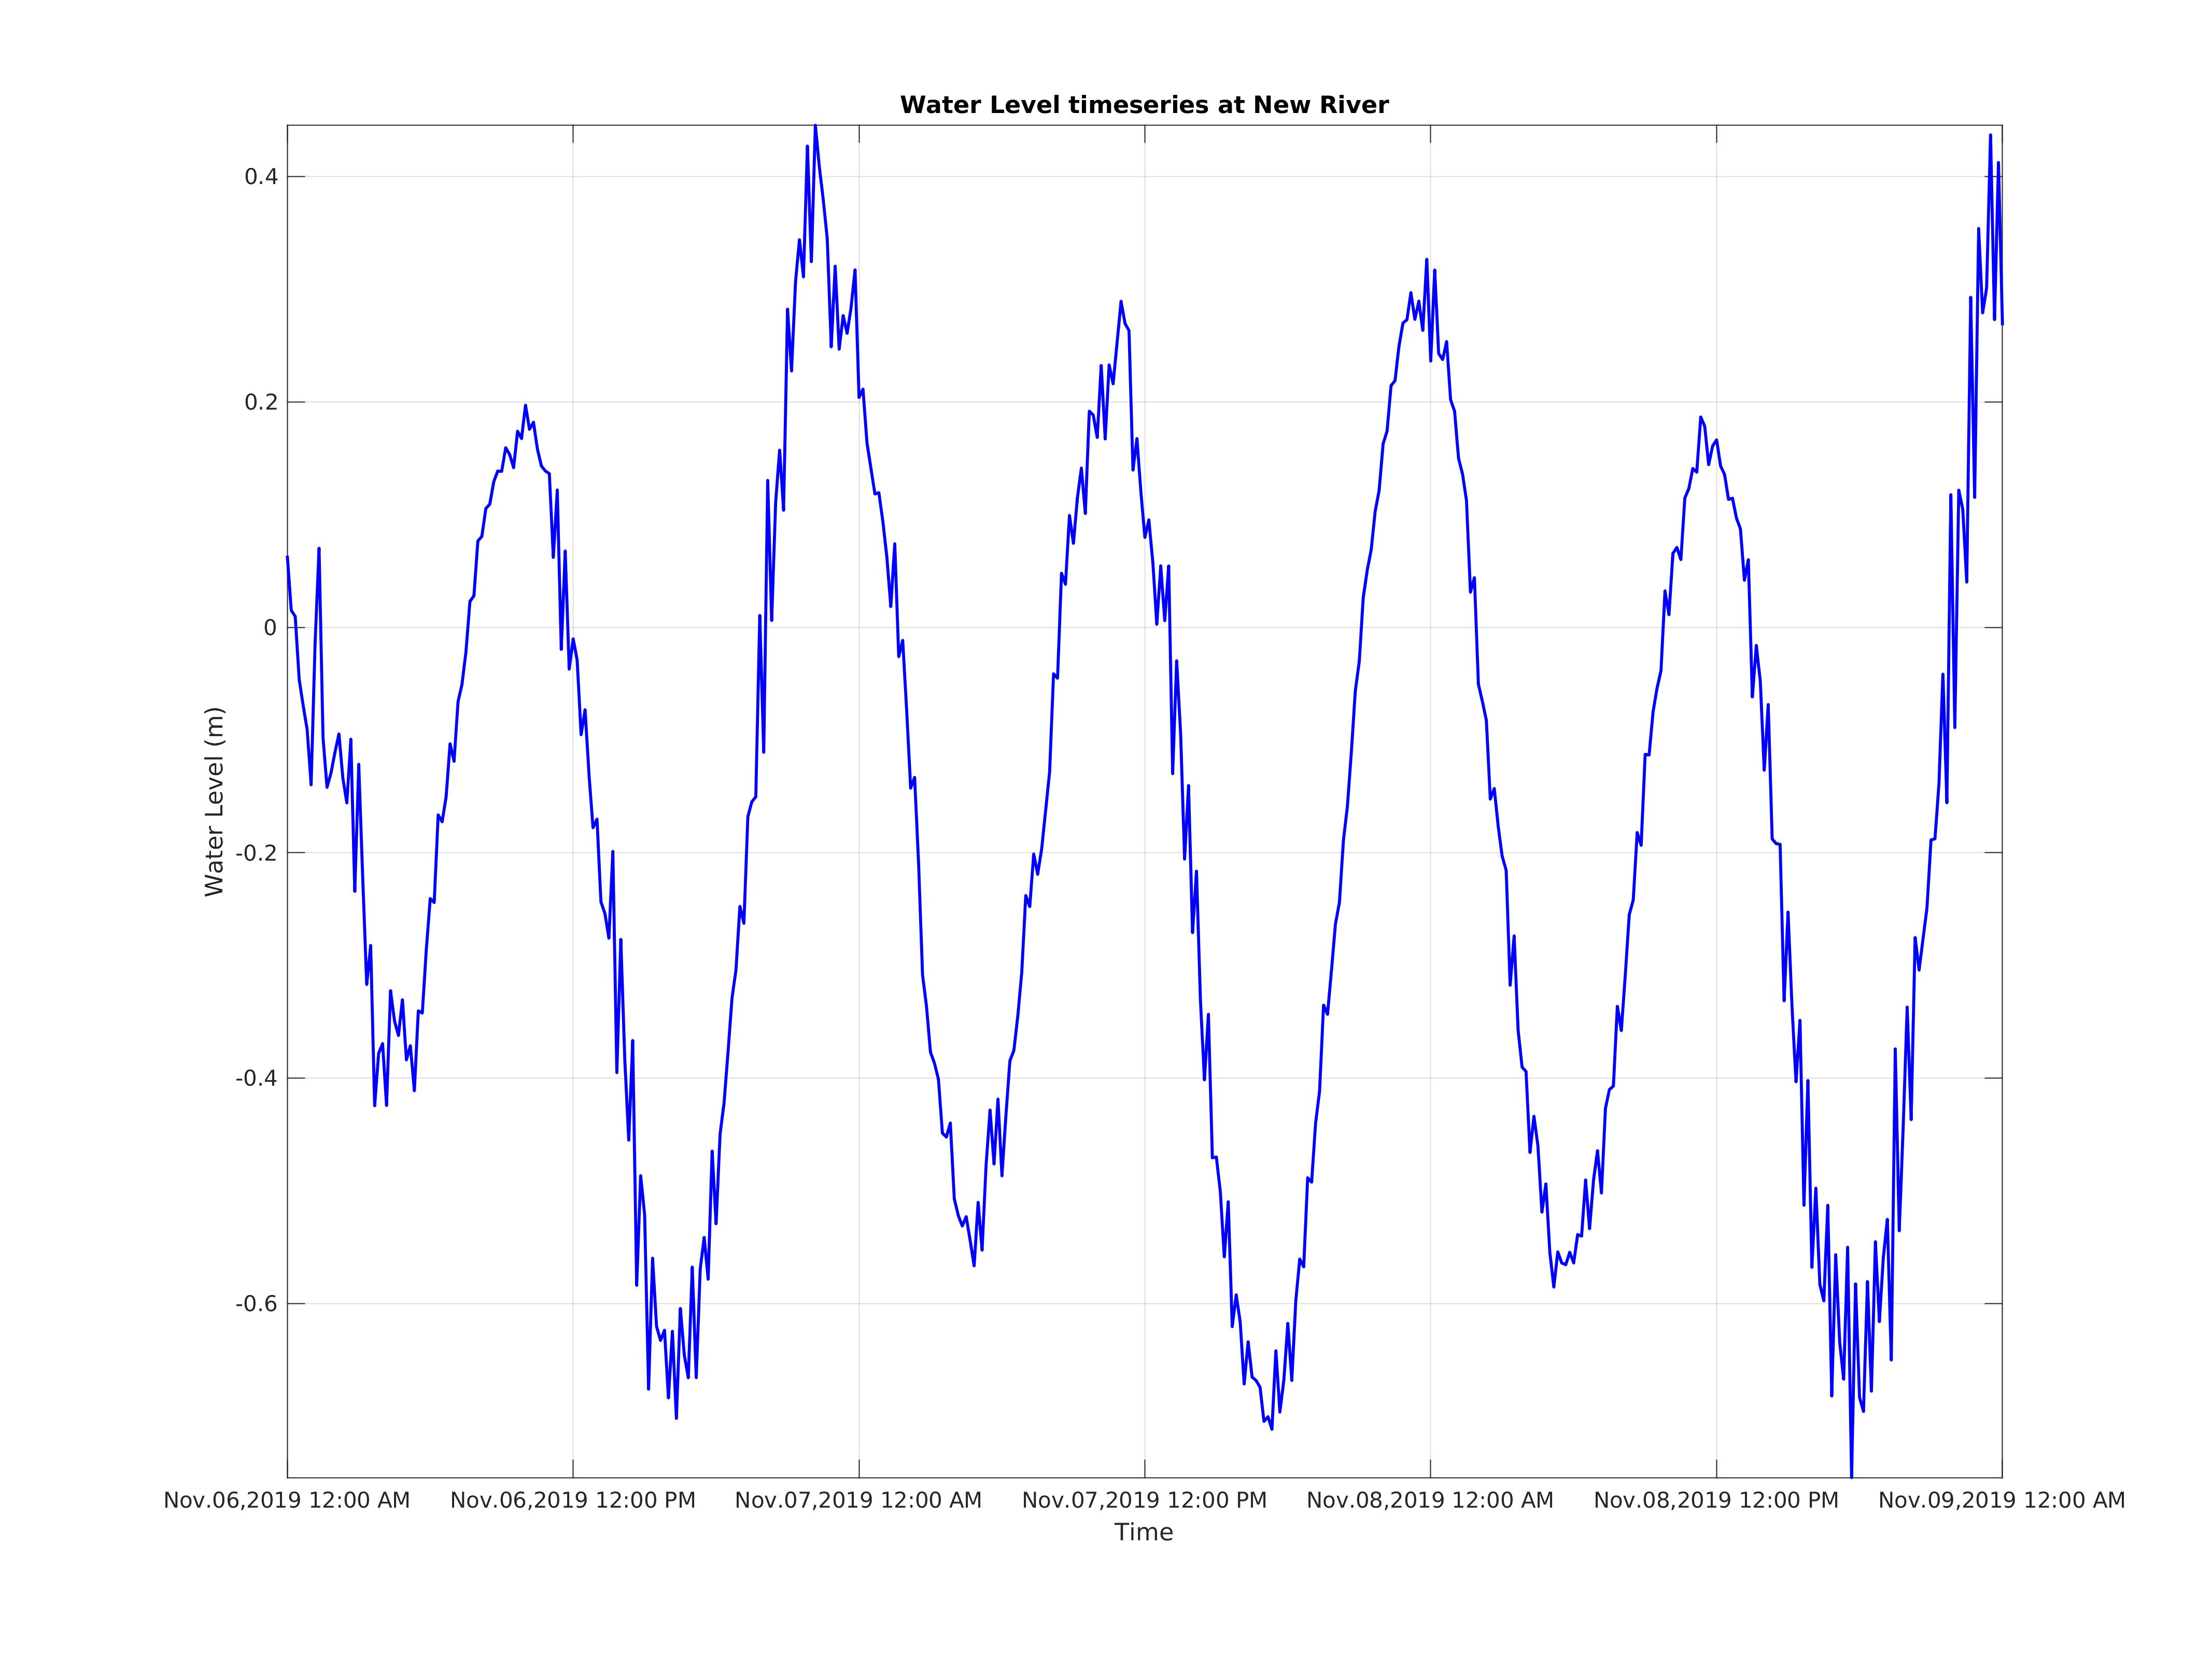 Water Level timeseries at New River
0.4
0.2
0
-0.2
-0.4
-0.6
Water Level (m)
Nov.06,2019 12:00 AM Nov.06,2019 12:00 PM Nov.07,2019 12:00 AM Nov.07,2019 12:00 PM Nov.08,2019 12:00 AM Nov.08,2019 12:00 PM Nov.09,2019 12:00 AM
Time